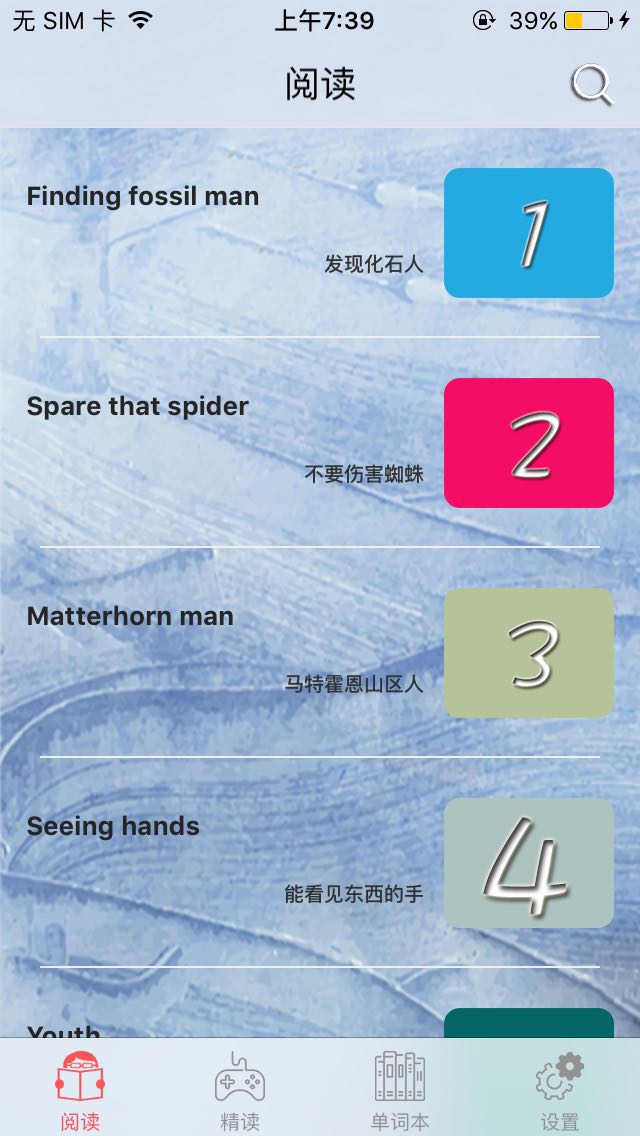 无 SIM 卡 上午7:39 39%
阅读
Finding fossil man
1
发现化石人
Spare that spider
2
不要伤害蜘蛛
Matterhorn man
3
马特霍恩山区人
Seeing hands
4
能看见东西的手
Youth
阅读 精读 单词本 设置